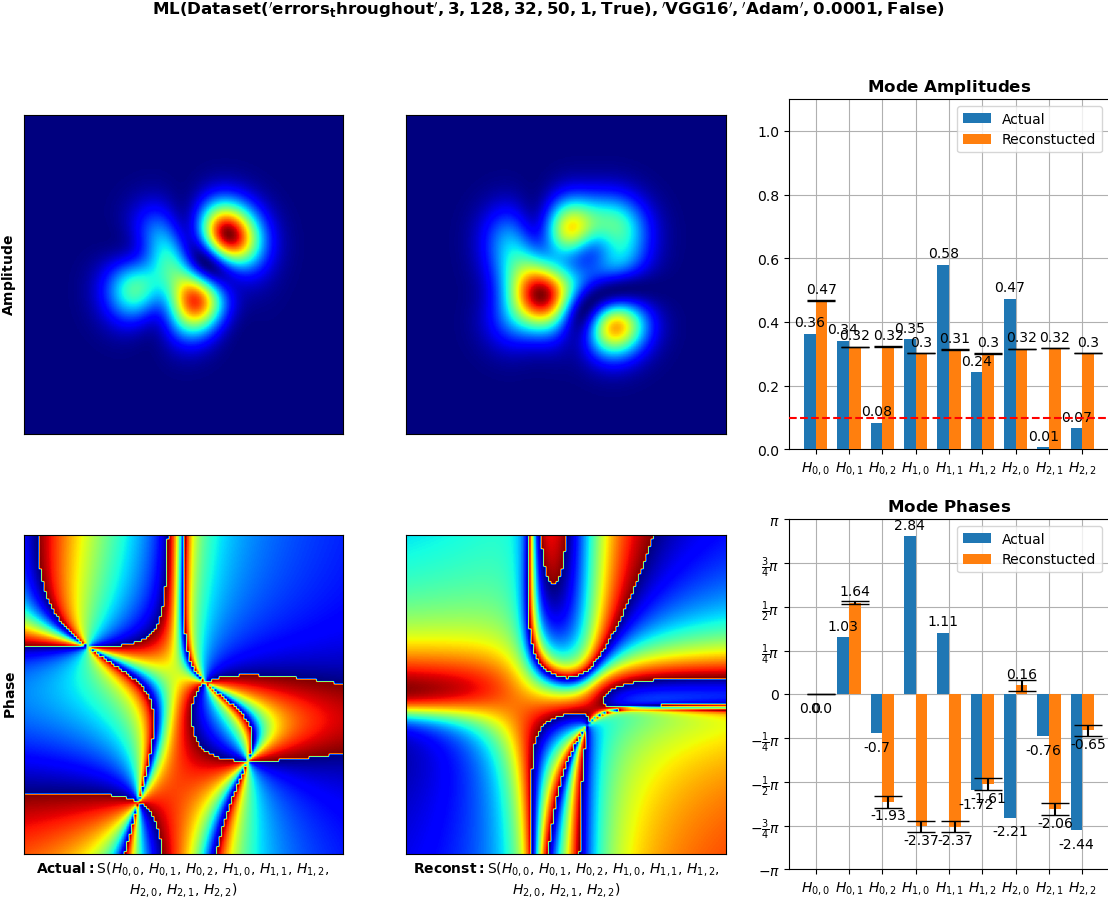 ML(Dataset('errors_throughout', 3, 128, 32, 50, 1, True), 'VGG16', 'Adam', 0.0001, False)
Amplitude
Mode Amplitudes
Actual
Reconstucted
1.0
0.8
0.6
0.4
0.2
0.0
0.36 0.34 0.08 0.35 0.58 0.24 0.47 0.01 0.07
0.47 0.32 0.32 0.3 0.31 0.3 0.32 0.32 0.3
H0,0 H0,1 H0,2 H1,0 H1,1 H1,2 H2,0 H2,1 H2,2
Phase
Actual:S(H0,0, H0,1, H0,2, H1,0, H1,1, H1,2,
H2,0, H2,1, H2,2)
Reconst:S(H0,0, H0,1, H0,2, H1,0, H1,1, H1,2,
H2,0, H2,1, H2,2)
Mode Phases
Actual
Reconstucted
π
3/4π
1/2π
1/4π
0
−1/4π
−1/2π
−3/4π
−π
0.0 1.03 -0.7 2.84 1.11 -1.72 -2.21 -0.76 -2.44
0.0 1.64 -1.93 -2.37 -2.37 -1.61 0.16 -2.06 -0.65
H0,0 H0,1 H0,2 H1,0 H1,1 H1,2 H2,0 H2,1 H2,2